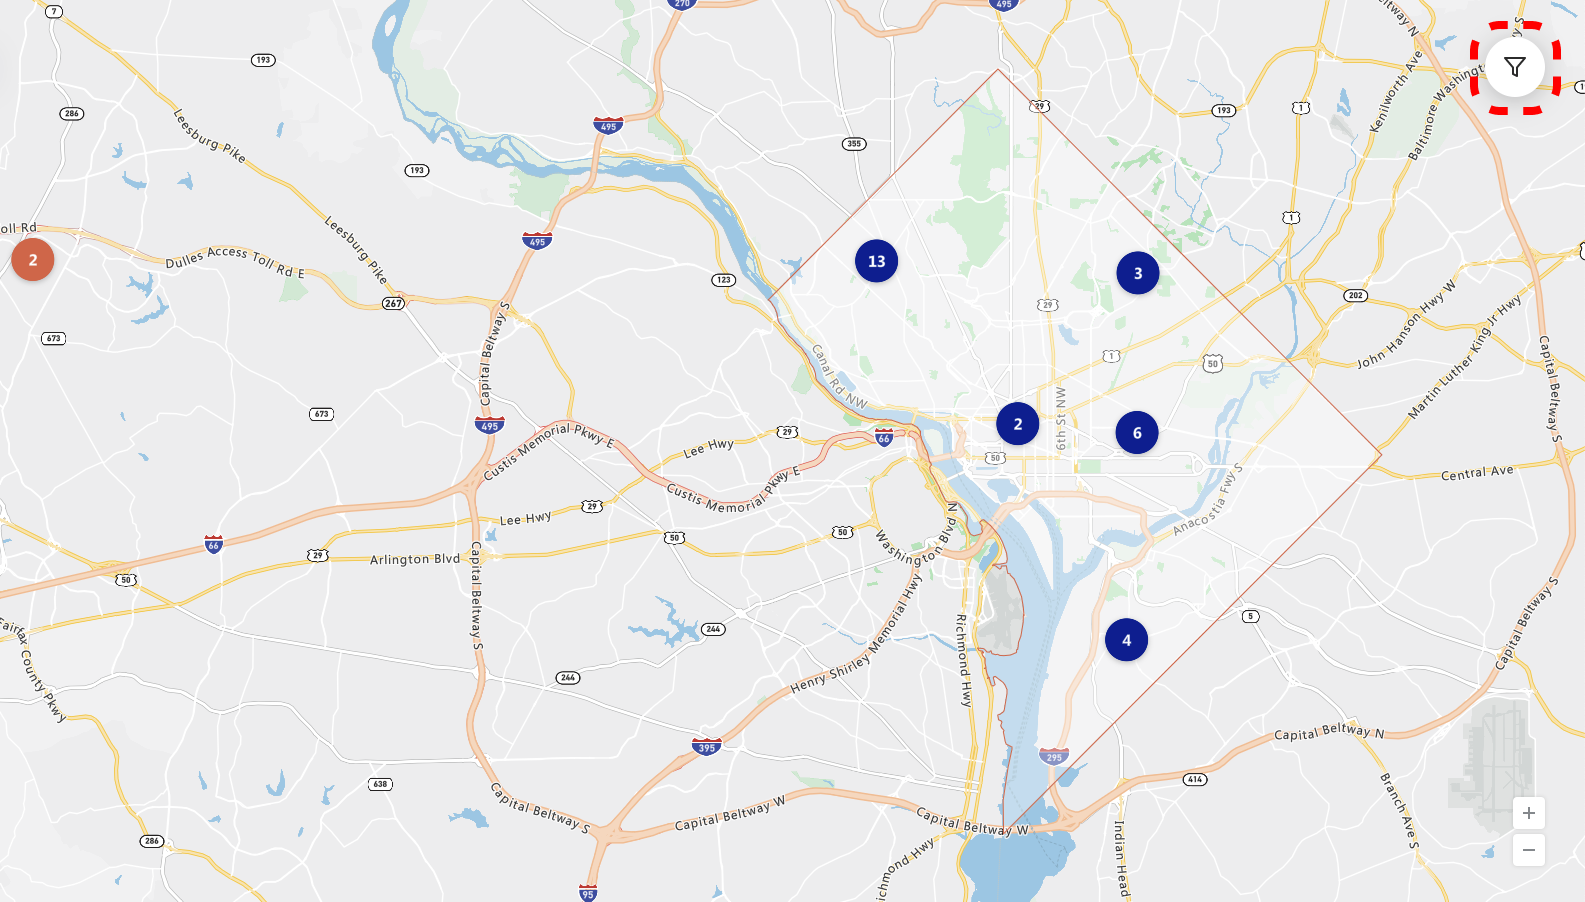 7
270
495
193
286
Leesburg Pike
193
495
355
29
193
1
Kenilworth Ave
Baltimore Washingt
S
eltway N
1
oll Rd
2
Dulles Access Toll Rd E
Leesburg Pike
267
495
123
13
3
29
202
John Hanson Hwy W
Martin Luther King Jr Hwy
673
Capital Beltway S
Canal Rd NW
1
50
Capital Beltway S
673
495
Custis Memorial Pkwy E
Lee Hwy
29
66
2
6th St NW
6
50
Central Ave
Custis Memorial Pkwy E
29
Lee Hwy
50
50
Washington Blvd N
Anacostia Fwy S
66
29
Arlington Blvd
50
Capital Beltway S
244
244
Henry Shirley Memorial Hwy
Richmond Hwy
4
5
Capital Beltway S
Fairfax County Pkwy
395
295
Capital Beltway N
414
638
Capital Beltway S
Capital Beltway W
Capital Beltway W
Branch Ave S
Indian Head
286
95
ichmond Hwy
+
−